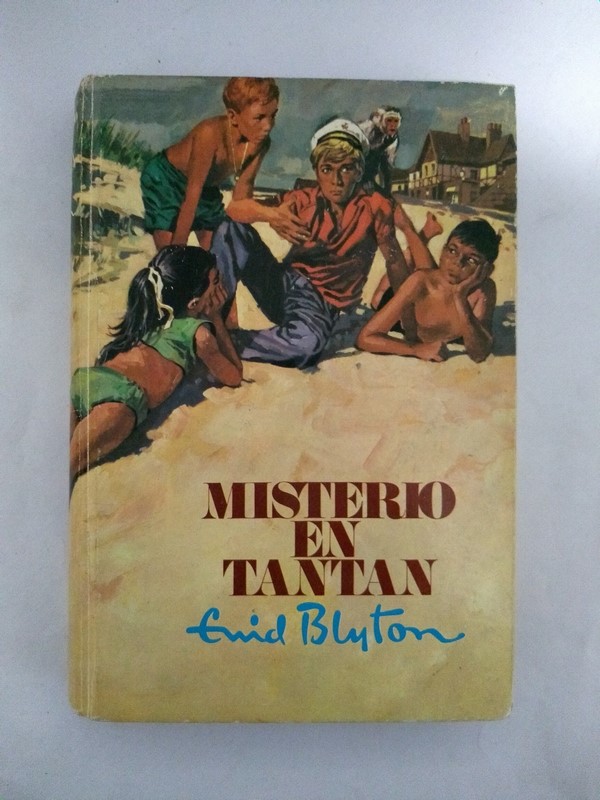 MISTERIO
EN
TANTAN
Enid Blyton